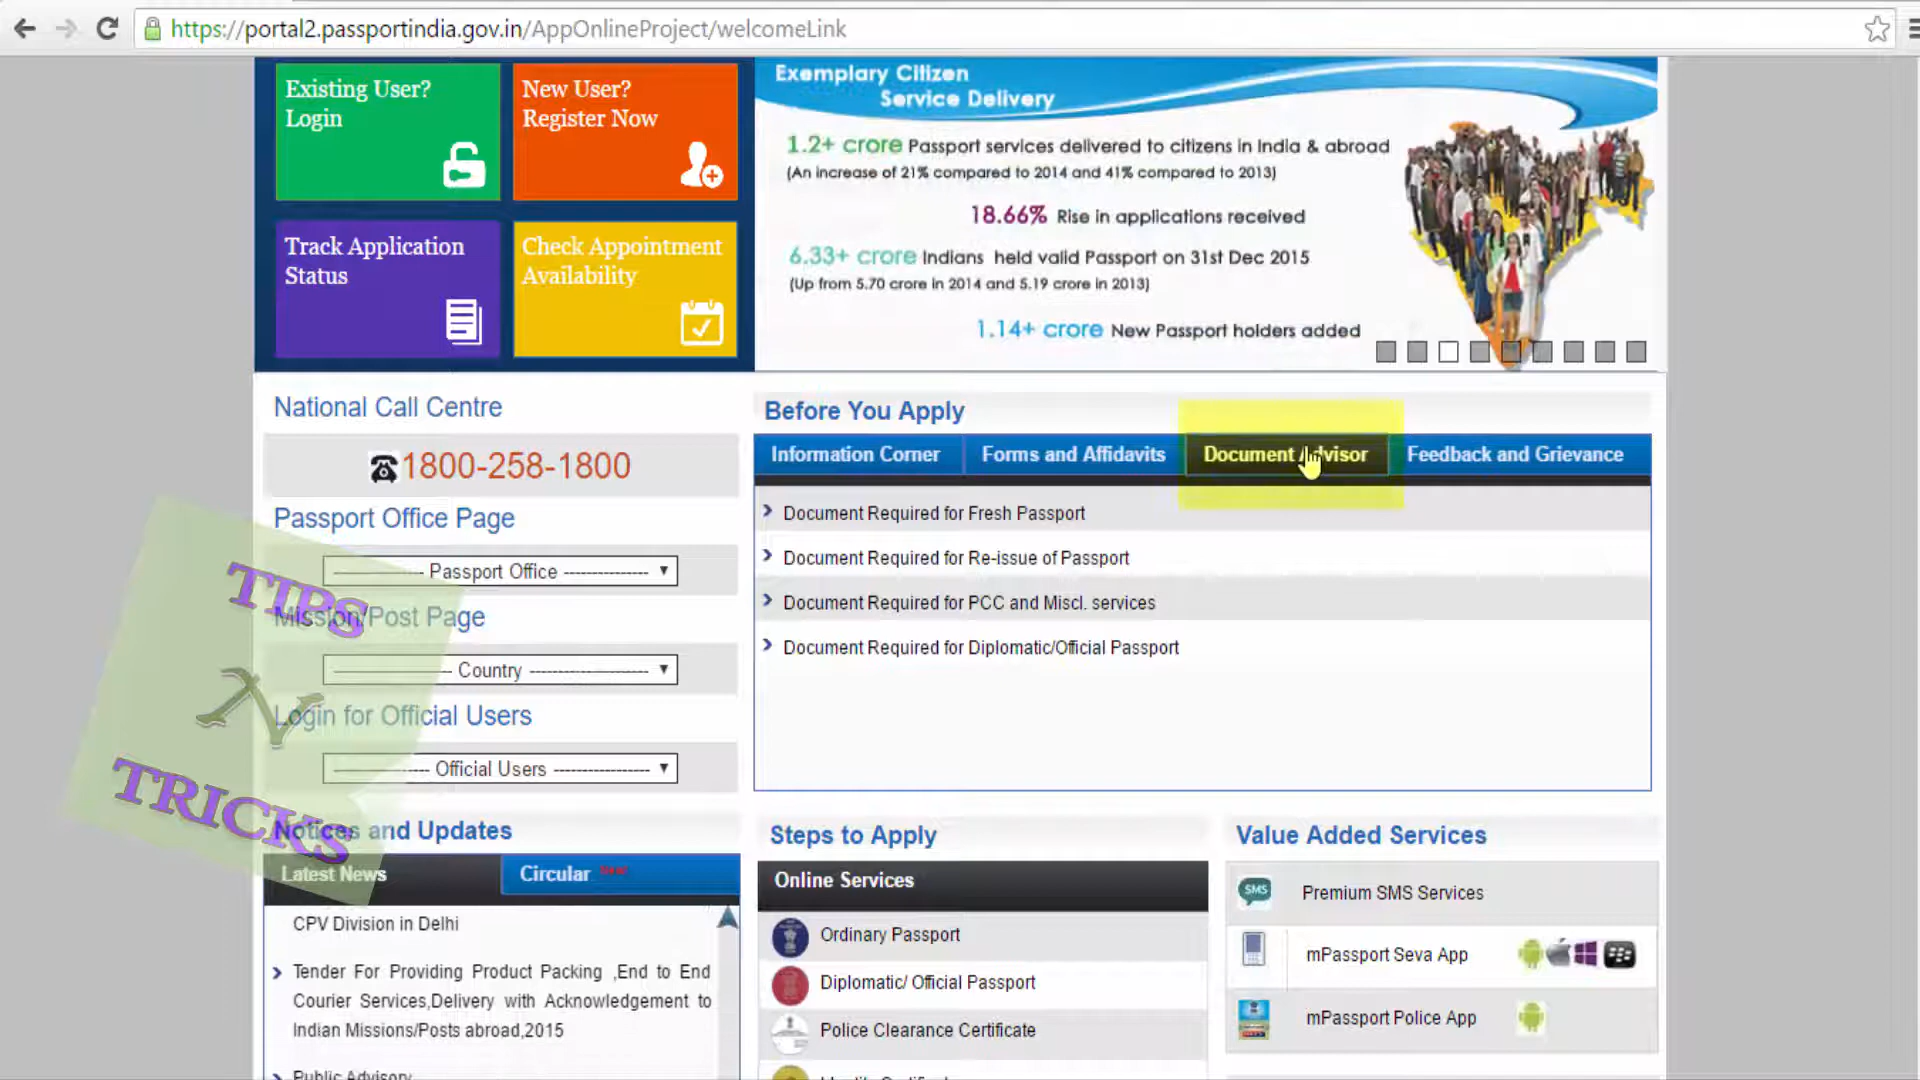 https://portal2.passportindia.gov.in/AppOnlineProject/welcomeLink
Existing User?
Login
New User?
Register Now
Track Application
Status
Check Appointment
Availability
Exemplary Citizen
Service Delivery
1.2+ crore Passport services delivered to citizens in India & abroad
(An increase of 21% compared to 2014 and 41% compared to 2013)
18.66% Rise in applications received
6.33+ crore Indians held valid Passport on 31st Dec 2015
(Up from 5.70 crore in 2014 and 5.19 crore in 2013)
1.14+ crore New Passport holders added
National Call Centre
1800-258-1800
Passport Office Page
Passport Office
Mission/Post Page
Country
Login for Official Users
Official Users
Before You Apply
Information Corner
Forms and Affidavits
Document Advisor
Feedback and Grievance
Document Required for Fresh Passport
Document Required for Re-issue of Passport
Document Required for PCC and Miscl. services
Document Required for Diplomatic/Official Passport
TIPS
N
TRICKS
Notices and Updates
Latest News
Circular
CPV Division in Delhi
Tender For Providing Product Packing ,End to End
Courier Services,Delivery with Acknowledgement to
Indian Missions/Posts abroad,2015
Public Advisory
Steps to Apply
Online Services
Ordinary Passport
Diplomatic/ Official Passport
Police Clearance Certificate
Value Added Services
SMS
Premium SMS Services
mPassport Seva App
mPassport Police App